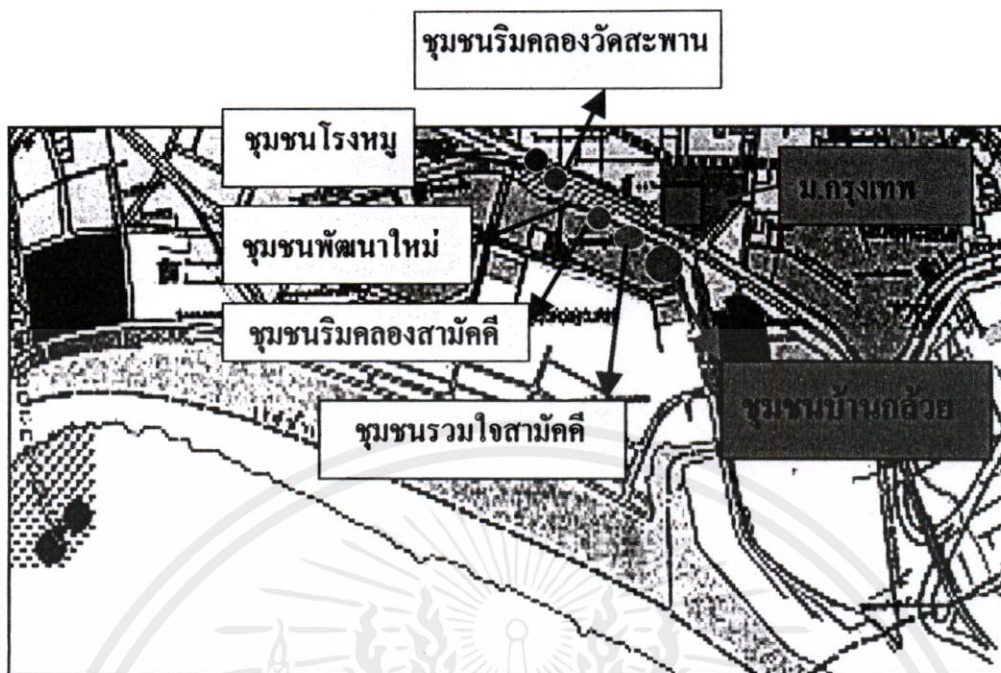 ชุมชนริมคลองวัดสะพาน
ชุมชนโรงหมู
ม.กรุงเทพ
ชุมชนพัฒนาใหม่
ชุมชนริมคลองสามัคคี
ชุมชนบ้านกล้วย
ชุมชนรวมใจสามัคคี